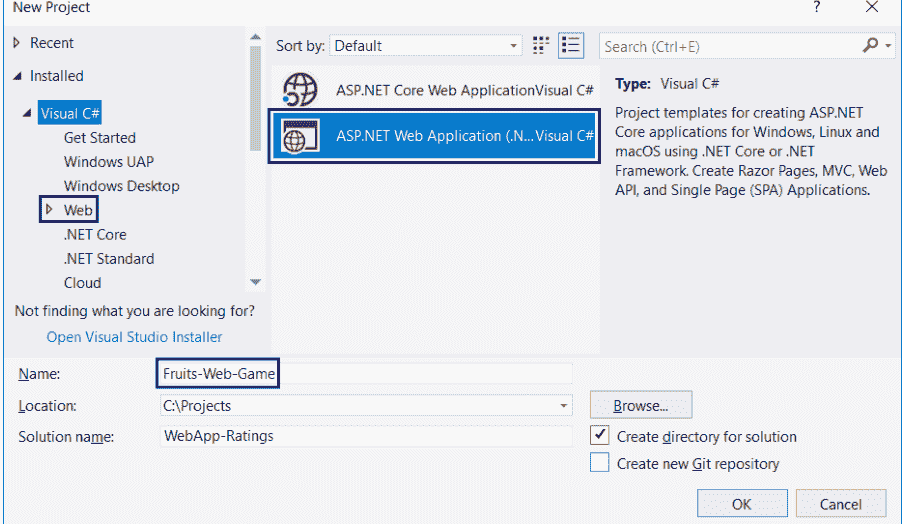 New Project ?
Recent
Installed
Visual C#
Get Started
Windows UAP
Windows Desktop
Web
.NET Core
.NET Standard
Cloud
Not finding what you are looking for?
Open Visual Studio Installer
Sort by: Default
Search (Ctrl+E)
ASP.NET Core Web Application Visual C#
ASP.NET Web Application (.N... Visual C#
Type: Visual C#
Project templates for creating ASP.NET
Core applications for Windows, Linux and
macOS using .NET Core or .NET
Framework. Create Razor Pages, MVC, Web
API, and Single Page (SPA) Applications.
Name: Fruits-Web-Game
Location: C:\Projects
Browse...
Solution name: WebApp-Ratings
Create directory for solution
Create new Git repository
OK Cancel